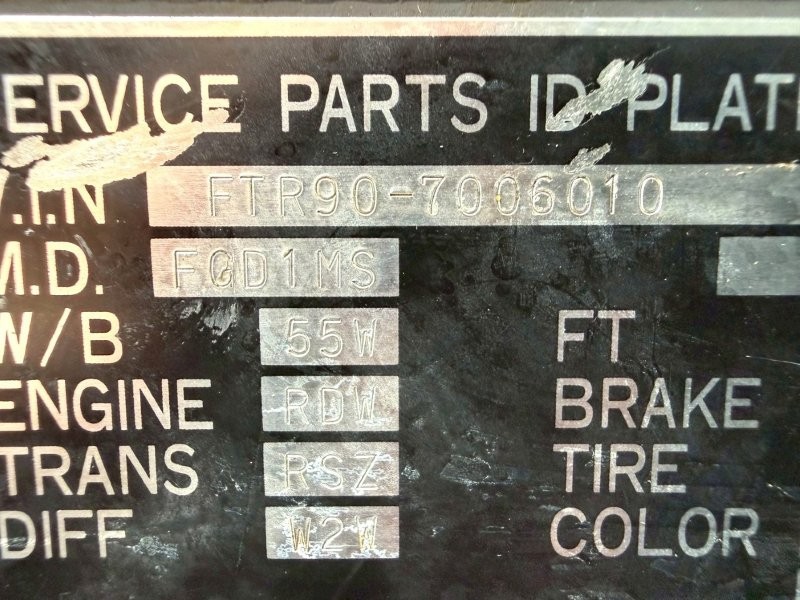 ERVICE PARTS ID PLAT
V.I.N FTR90-7006010
M.D. FGD1MS
W/B 55W FT
ENGINE RDW BRAKE
TRANS RSZ TIRE
DIFF W2W COLOR